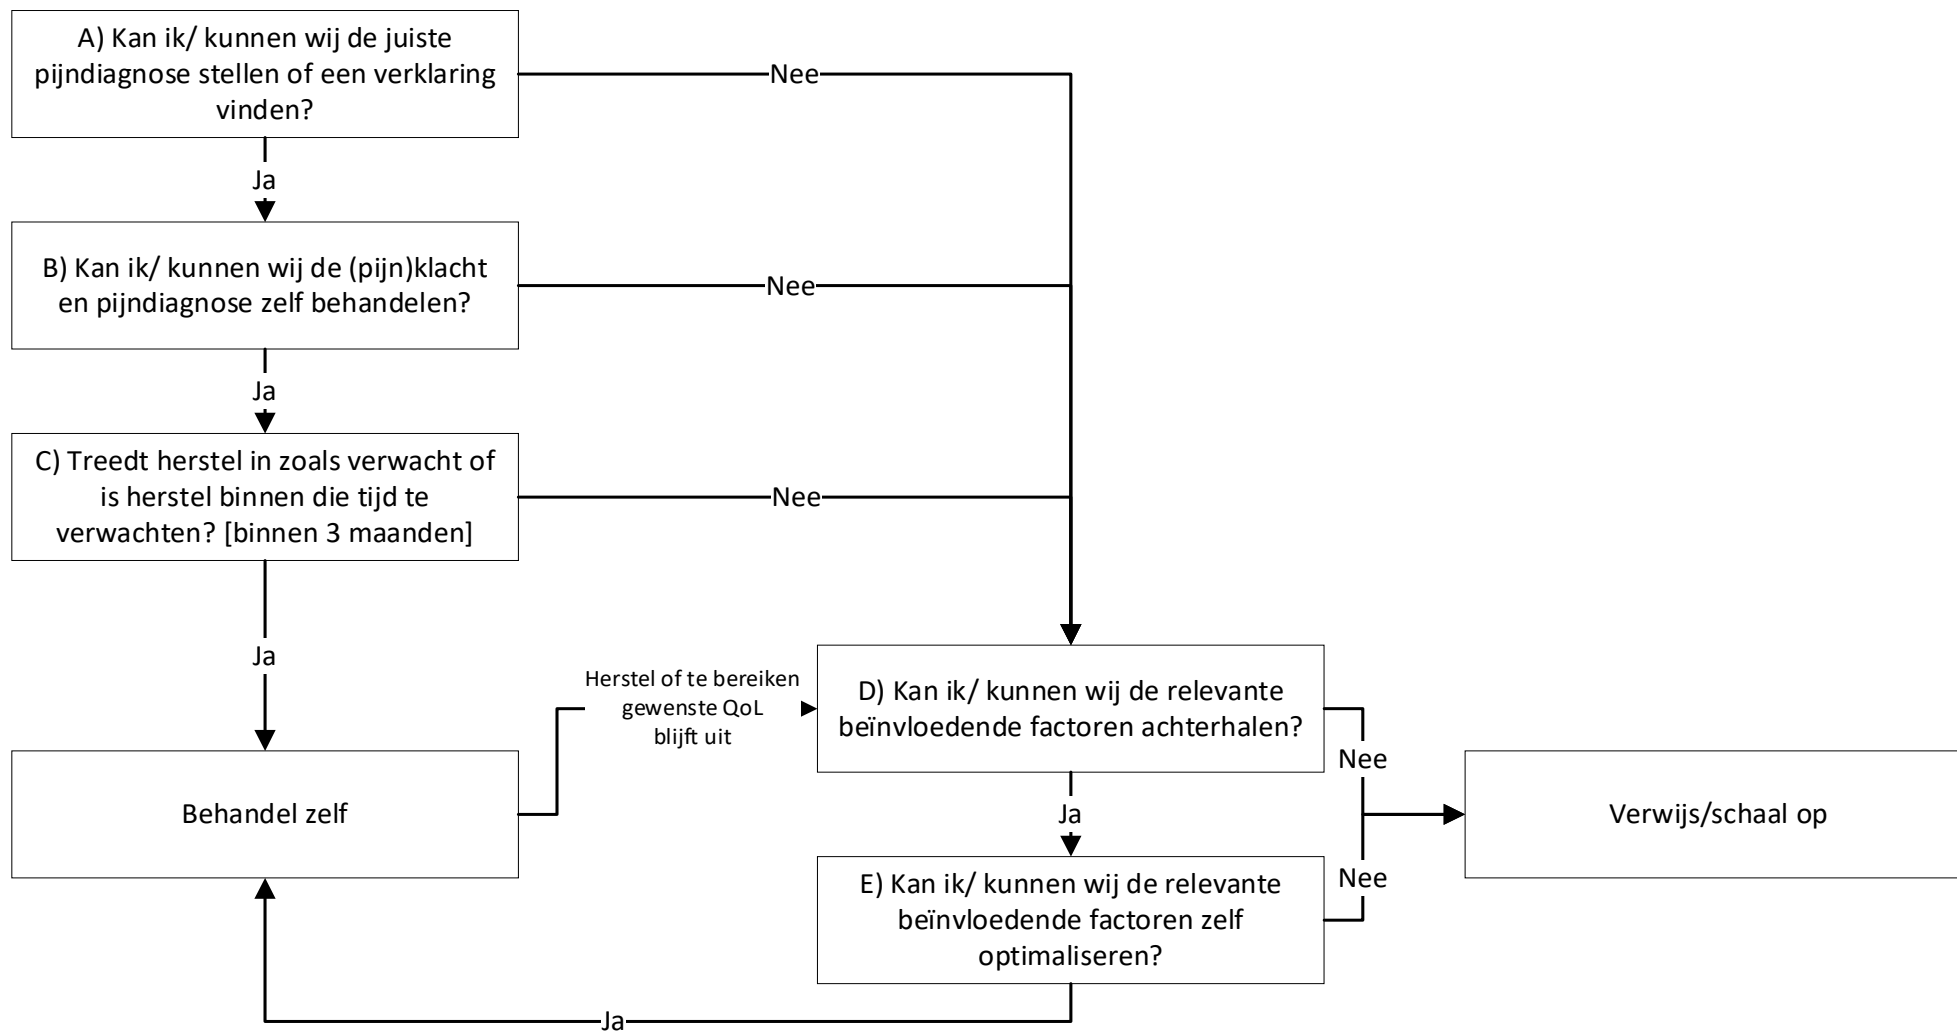 A) Kan ik/ kunnen wij de juiste
pijndiagnose stellen of een verklaring
vinden?
Nee
Ja
B) Kan ik/ kunnen wij de (pijn)klacht
en pijndiagnose zelf behandelen?
Nee
Ja
C) Treedt herstel in zoals verwacht of
is herstel binnen die tijd te
verwachten? [binnen 3 maanden]
Nee
Ja
Herstel of te bereiken
gewenste QoL
blijft uit
D) Kan ik/ kunnen wij de relevante
beïnvloedende factoren achterhalen?
Nee
Behandel zelf
Ja
Verwijs/schaal op
E) Kan ik/ kunnen wij de relevante
beïnvloedende factoren zelf
optimaliseren?
Nee
Ja